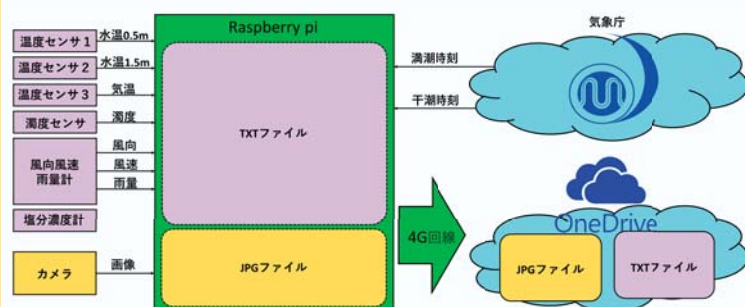 Raspberry pi
温度センサ1
水温0.5m
温度センサ2
水温1.5m
温度センサ3
気温
濁度センサ
濁度
風向風速
雨量計
風向
風速
雨量
塩分濃度計
カメラ
画像
TXTファイル
JPGファイル
気象庁
満潮時刻
干潮時刻
4G回線
OneDrive
JPGファイル
TXTファイル